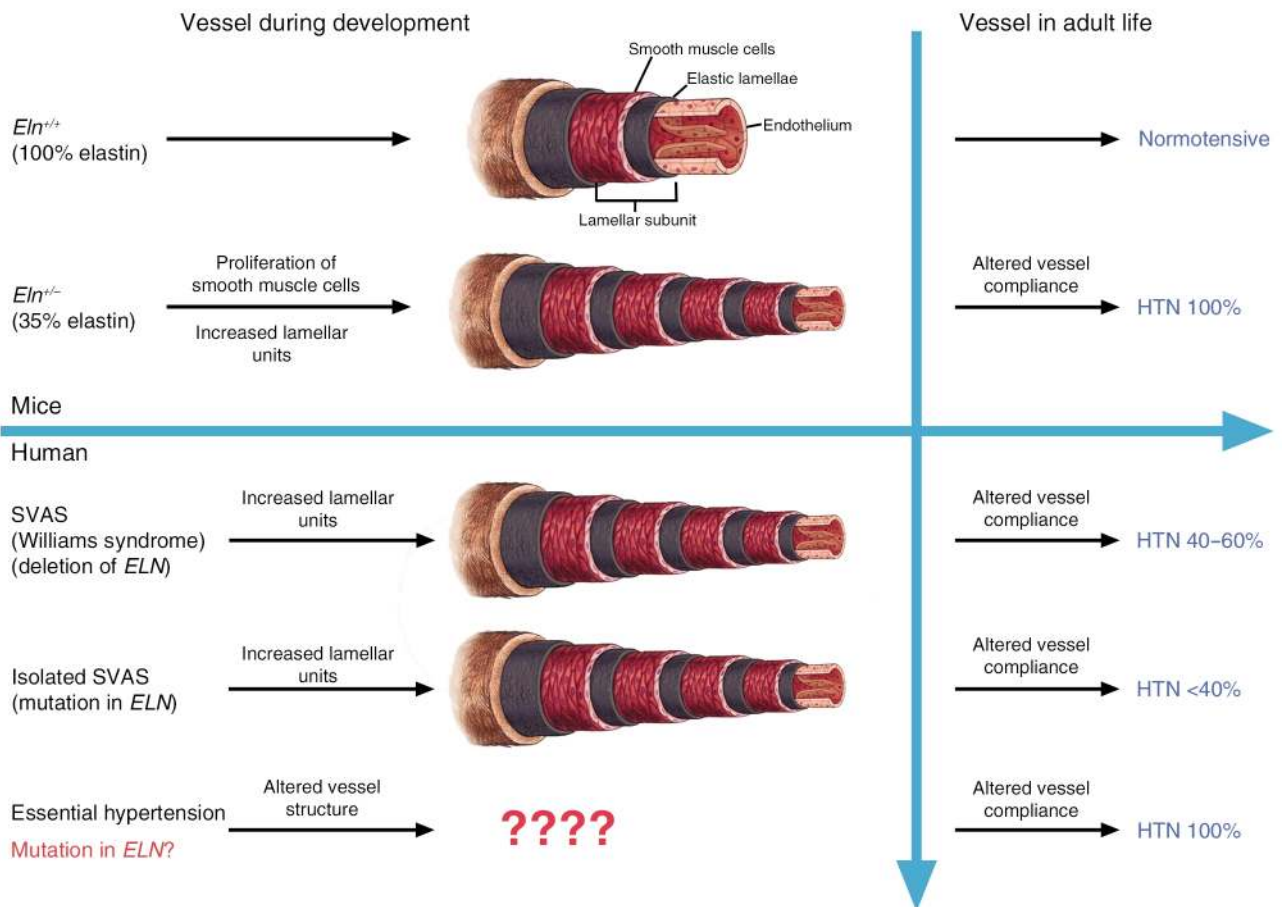 Vessel during development
Vessel in adult life
Smooth muscle cells
Elastic lamellae
Endothelium
Lamellar subunit
Eln+/+
(100% elastin)
Normotensive
Eln+/–
(35% elastin)
Proliferation of
smooth muscle cells
Increased lamellar
units
Altered vessel
compliance
HTN 100%
Mice
Human
SVAS
(Williams syndrome)
(deletion of ELN)
Increased lamellar
units
Altered vessel
compliance
HTN 40–60%
Isolated SVAS
(mutation in ELN)
Increased lamellar
units
Altered vessel
compliance
HTN <40%
Essential hypertension
Mutation in ELN?
Altered vessel
structure
????
Altered vessel
compliance
HTN 100%